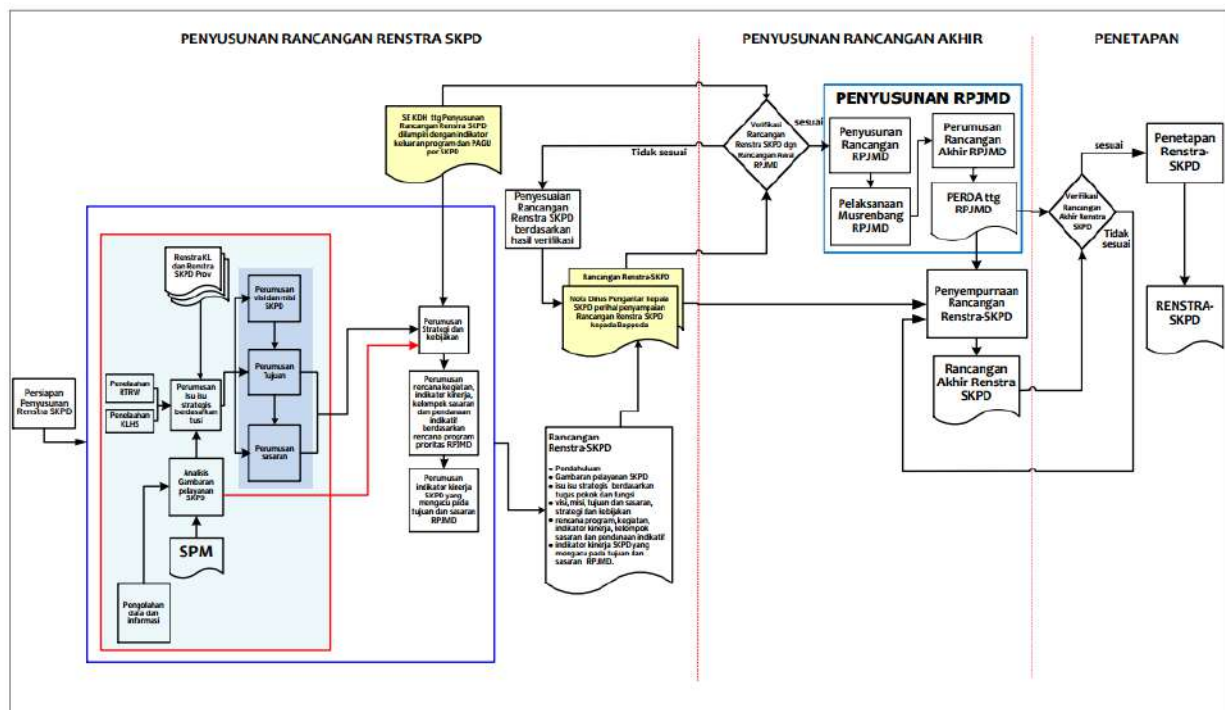 PENYUSUNAN RANCANGAN RENSTRA SKPD
PENYUSUNAN RANCANGAN AKHIR
PENETAPAN
SE KDH ttg Penyusunan
Rancangan Renstra SKPD
dilampiri dengan indikator
keluaran program dan PAGU
per SKPD
Verifikasi
Rancangan
Renstra SKPD dgn
Rancangan Awal
RPJMD
sesuai
Tidak sesuai
PENYUSUNAN RPJMD
Penyusunan
Rancangan
RPJMD
Perumusan
Rancangan
Akhir RPJMD
Pelaksanaan
Musrenbang
RPJMD
PERDA ttg
RPJMD
Verifikasi
Rancangan
Akhir Renstra
SKPD
sesuai
Tidak
sesuai
Penetapan
Renstra-
SKPD
RENSTRA-
SKPD
Penyesuaian
Rancangan
Renstra SKPD
berdasarkan
hasil verifikasi
Rancangan Renstra-SKPD
Nota Dinas Pengantar Kepala
SKPD perihal penyampaian
Rancangan Renstra SKPD
kepada Bappeda
Penyempurnaan
Rancangan
Renstra-SKPD
Rancangan
Akhir Renstra
SKPD
Renstra KL
dan Renstra
SKPD Prov
Perumusan
visi dan misi
SKPD
Perumusan
Tujuan
Perumusan
sasaran
Persiapan
Penyusunan
Renstra SKPD
Penelaahan
RTRW
Penelaahan
KLHS
Perumusan
Isu-isu
strategis
berdasarkan
tusi
Analisis
Gambaran
pelayanan
SKPD
SPM
Pengolahan
data dan
informasi
Perumusan
Strategi dan
kebijakan
Perumusan
rencana kegiatan,
indikator kinerja,
kelompok sasaran
dan pendanaan
indikatif
berdasarkan
rencana program
prioritas RPJMD
Perumusan
indikator kinerja
SKPD yang
mengacu pada
tujuan dan sasaran
RPJMD
Rancangan
Renstra-SKPD
– Pendahuluan
• Gambaran pelayanan SKPD
• isu isu strategis berdasarkan
tugas pokok dan fungsi
• visi, misi, tujuan dan sasaran,
strategi dan kebijakan
• rencana program, kegiatan,
indikator kinerja, kelompok
sasaran dan pendanaan indikatif
• indikator kinerja SKPD yang
mengacu pada tujuan dan
sasaran RPJMD.